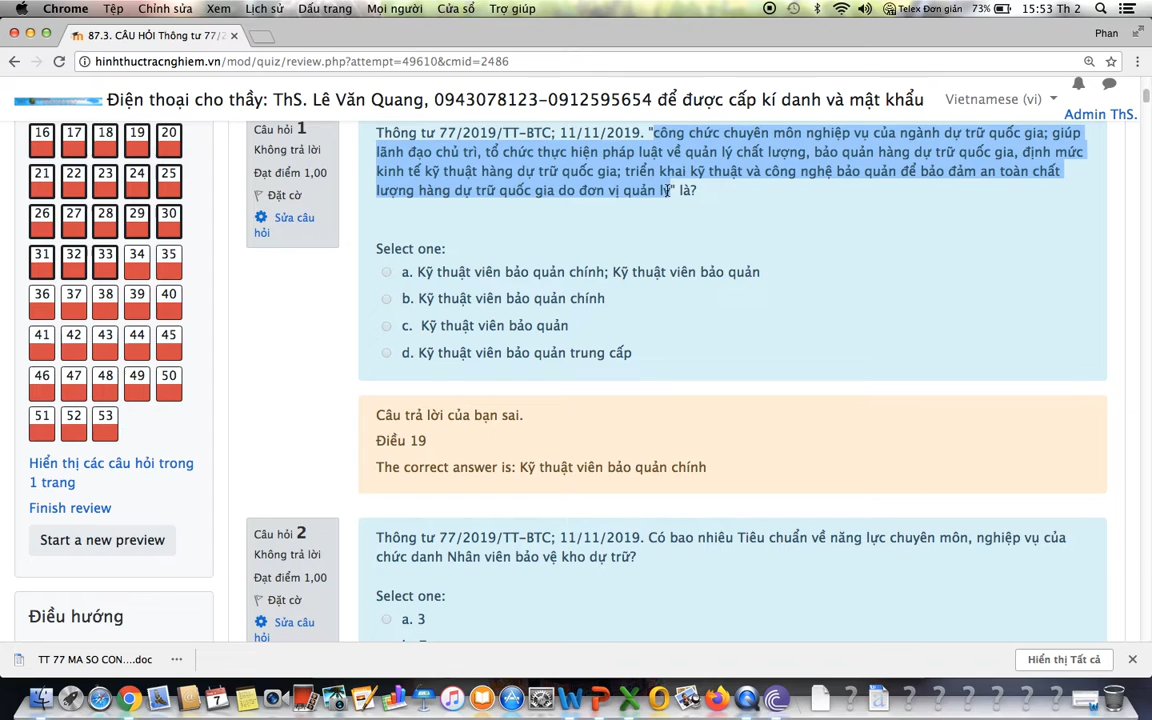 Chrome Tệp Chỉnh sửa Xem Lịch sử Dấu trang Mọi người Cửa sổ Trợ giúp Telex Đơn giản 73% 15:53 Th 2
87.3. CÂU HỎI Thông tư 77/2 Phan
hinhthuctracnghiem.vn/mod/quiz/review.php?attempt=49610&cmid=2486
Điện thoại cho thầy: ThS. Lê Văn Quang, 0943078123-0912595654 để được cấp kí danh và mật khẩu Vietnamese (vi)
Admin ThS.
16 17 18 19 20
21 22 23 24 25
26 27 28 29 30
31 32 33 34 35
36 37 38 39 40
41 42 43 44 45
46 47 48 49 50
51 52 53
Hiển thị các câu hỏi trong
1 trang
Finish review
Start a new preview
Điều hướng
Câu hỏi 1
Không trả lời
Đạt điểm 1,00
Đặt cờ
Sửa câu
hỏi
Thông tư 77/2019/TT-BTC; 11/11/2019. "công chức chuyên môn nghiệp vụ của ngành dự trữ quốc gia; giúp
lãnh đạo chủ trì, tổ chức thực hiện pháp luật về quản lý chất lượng, bảo quản hàng dự trữ quốc gia, định mức
kinh tế kỹ thuật hàng dự trữ quốc gia; triển khai kỹ thuật và công nghệ bảo quản để bảo đảm an toàn chất
lượng hàng dự trữ quốc gia do đơn vị quản lý" là?
Select one:
a. Kỹ thuật viên bảo quản chính; Kỹ thuật viên bảo quản
b. Kỹ thuật viên bảo quản chính
c. Kỹ thuật viên bảo quản
d. Kỹ thuật viên bảo quản trung cấp
Câu trả lời của bạn sai.
Điều 19
The correct answer is: Kỹ thuật viên bảo quản chính
Câu hỏi 2
Không trả lời
Đạt điểm 1,00
Đặt cờ
Sửa câu
hỏi
Thông tư 77/2019/TT-BTC; 11/11/2019. Có bao nhiêu Tiêu chuẩn về năng lực chuyên môn, nghiệp vụ của
chức danh Nhân viên bảo vệ kho dự trữ?
Select one:
a. 3
TT 77 MA SO CON....doc Hiển thị Tất cả